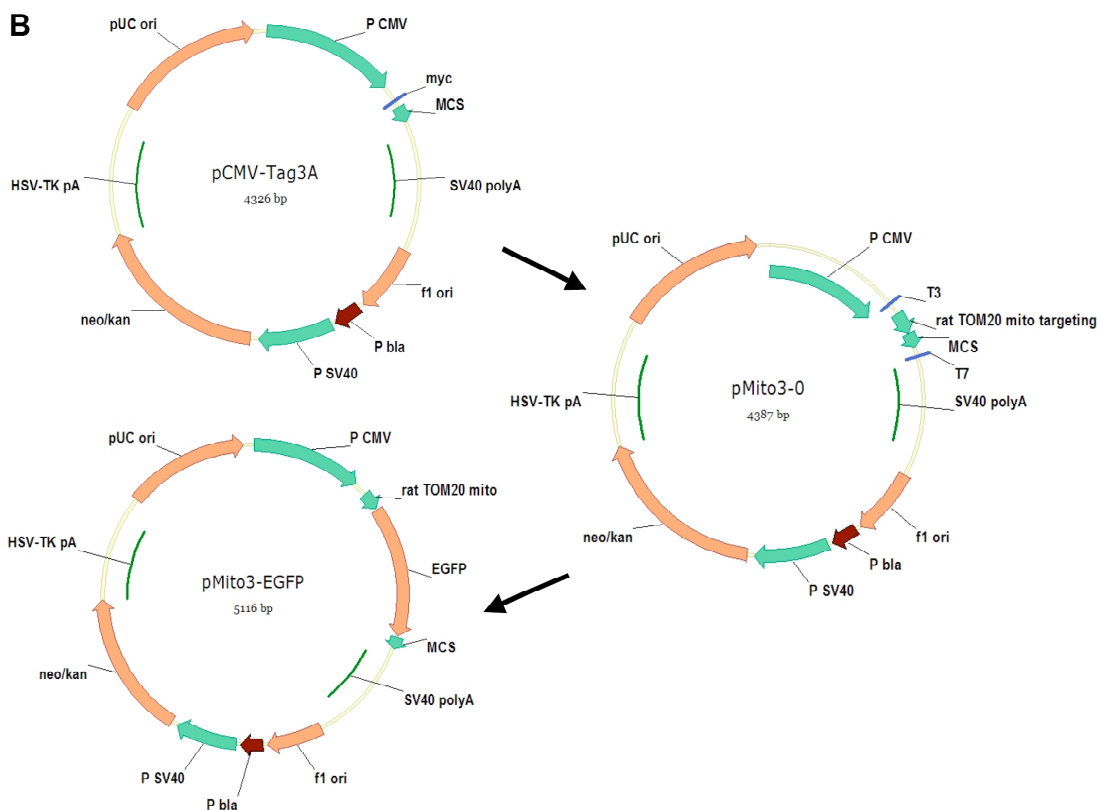 B
pUC ori
P CMV
myc
MCS
pCMV-Tag3A
4326 bp
HSV-TK pA
SV40 polyA
f1 ori
neo/kan
P bla
P SV40
pUC ori
P CMV
T3
rat TOM20 mito targeting
MCS
T7
pMito3-0
4387 bp
HSV-TK pA
SV40 polyA
neo/kan
f1 ori
P bla
P SV40
pUC ori
P CMV
rat TOM20 mito
HSV-TK pA
EGFP
pMito3-EGFP
5116 bp
MCS
neo/kan
SV40 polyA
P SV40
f1 ori
P bla